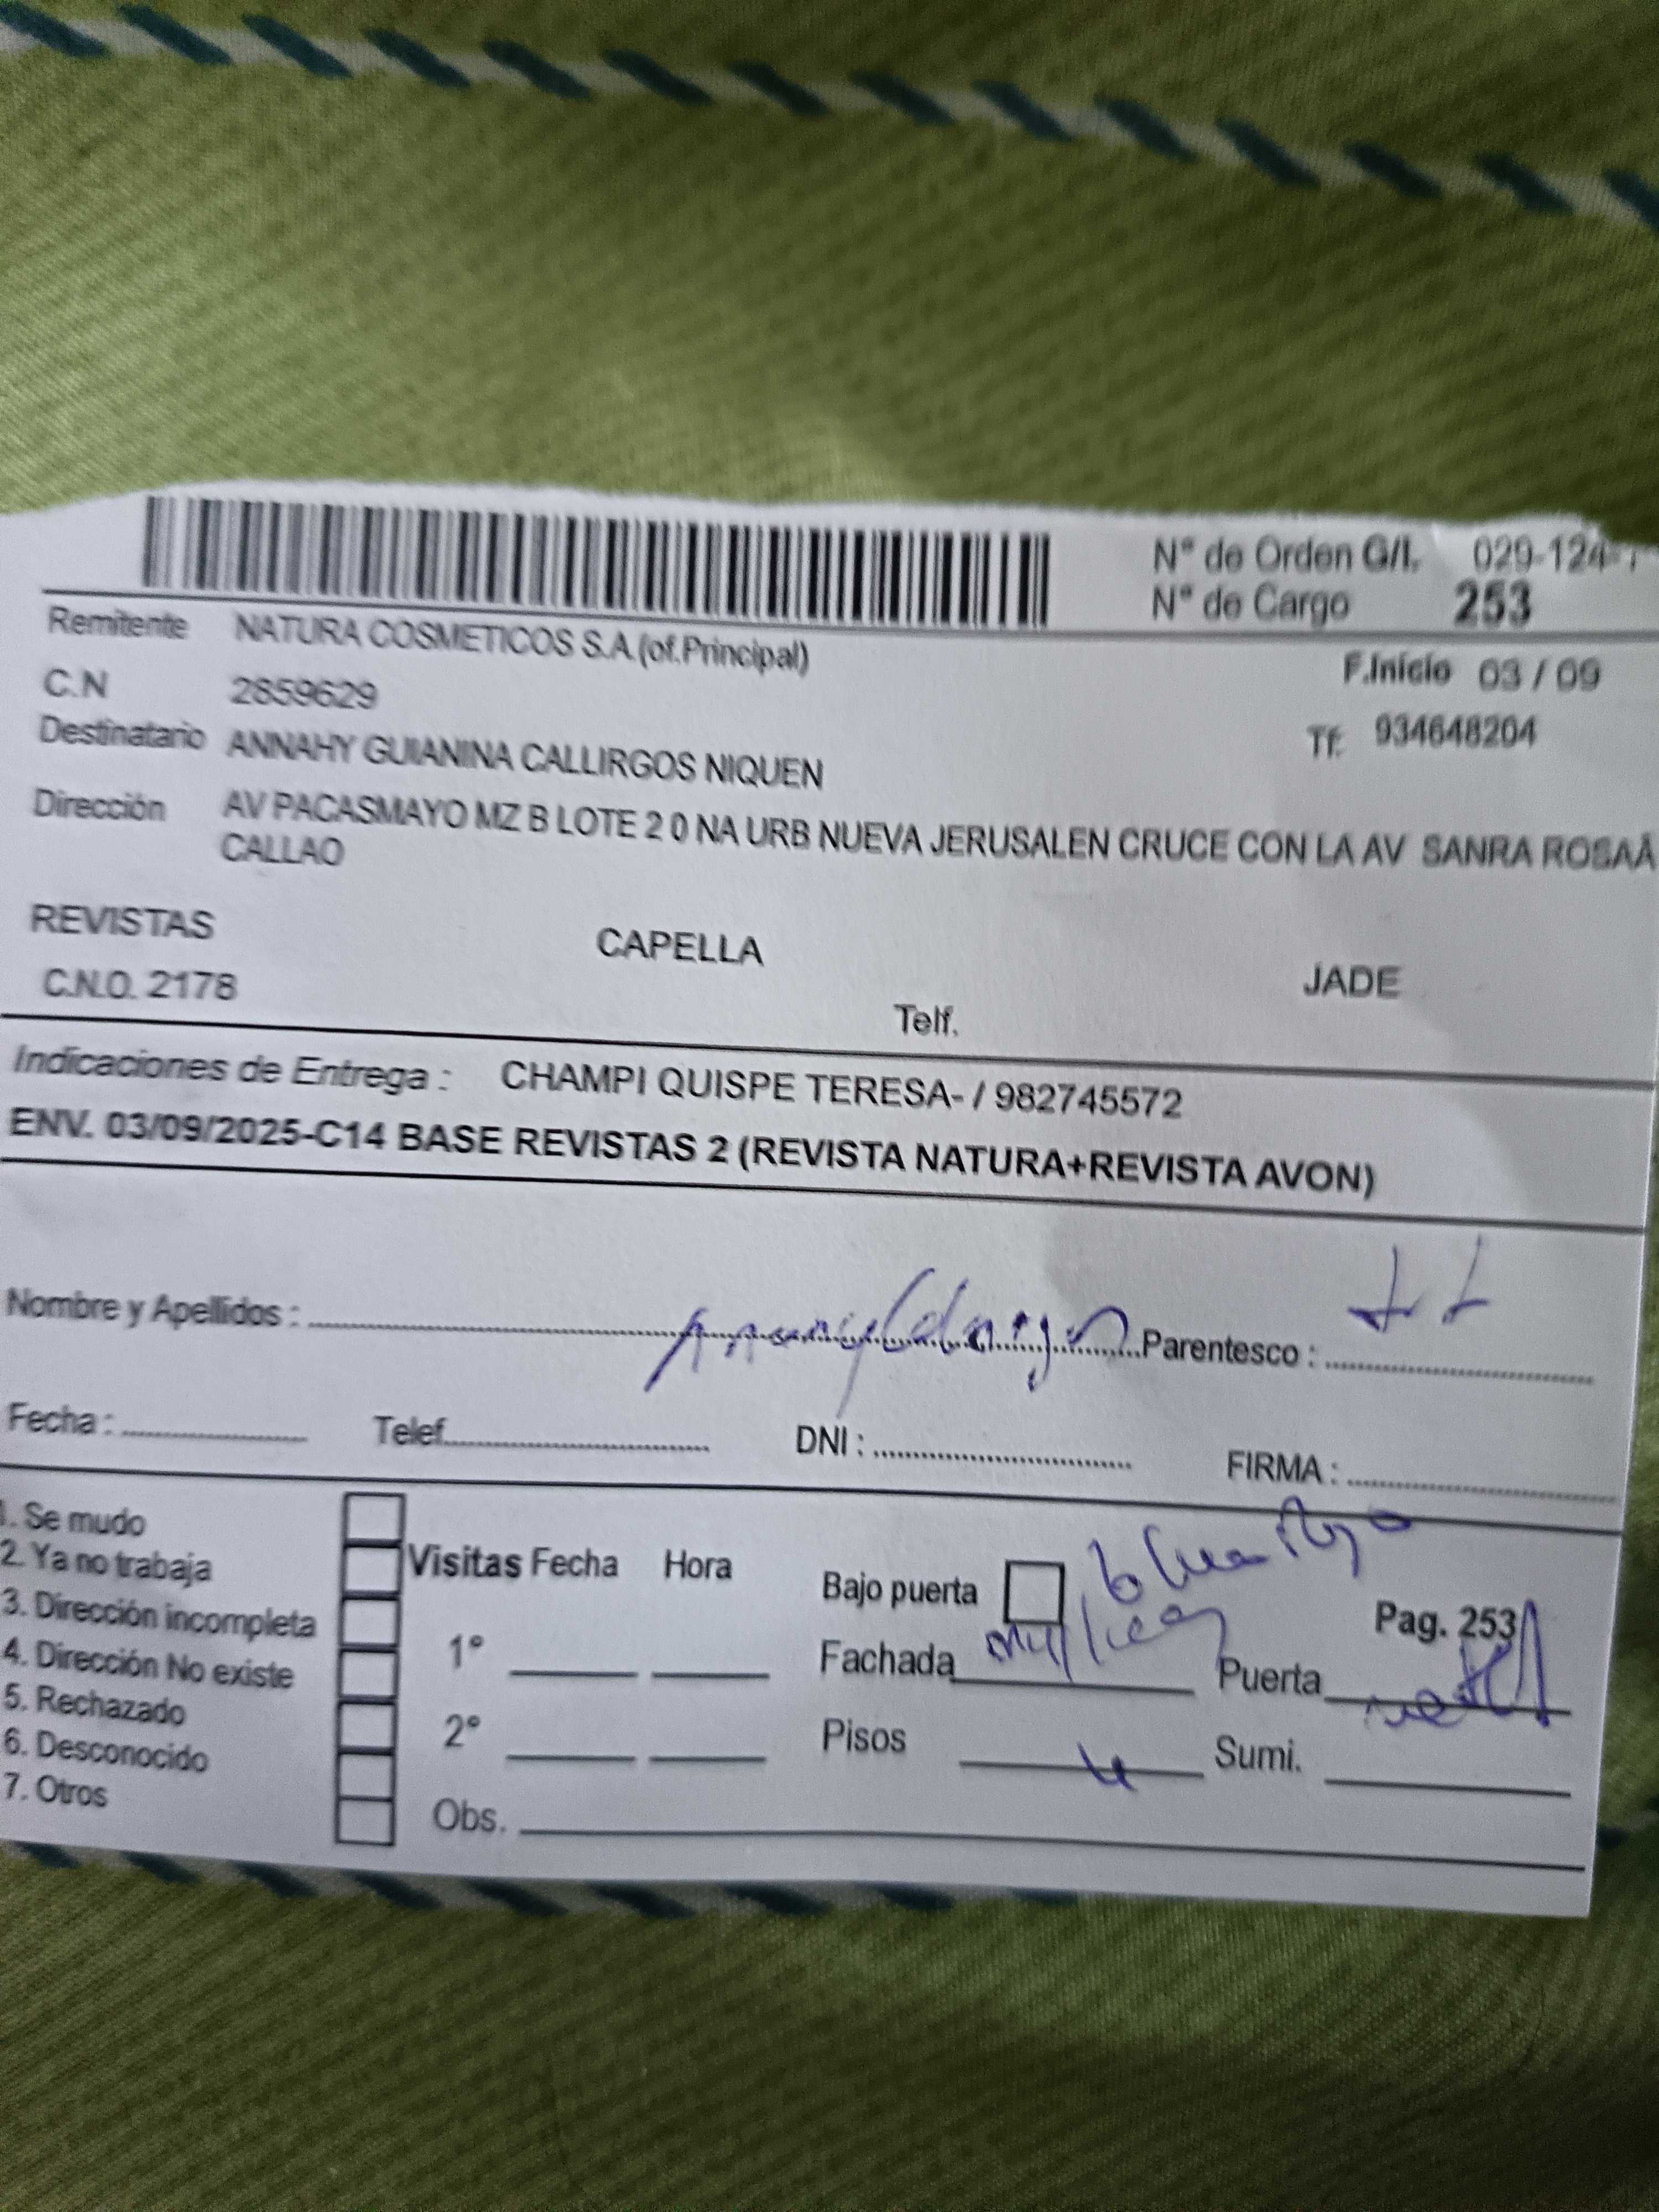 N° de Orden G/L 029-124-
N° de Cargo 253
Remitente NATURA COSMETICOS S.A.(of.Principal)
F.Inicio 03 / 09
C.N 2859629
Tf: 934648204
Destinatario ANNAHY GUIANINA CALLIRGOS NIQUEN
Dirección AV PACASMAYO MZ B LOTE 2 0 NA URB NUEVA JERUSALEN CRUCE CON LA AV SANRA ROSAÂ
CALLAO
REVISTAS CAPELLA JADE
C.N.O. 2178 Telf.
Indicaciones de Entrega : CHAMPI QUISPE TERESA- / 982745572
ENV. 03/09/2025-C14 BASE REVISTAS 2 (REVISTA NATURA+REVISTA AVON)
Nombre y Apellidos : Parentesco :
Fecha : Telef. DNI : FIRMA :
1. Se mudo
2. Ya no trabaja
3. Dirección incompleta
4. Dirección No existe
5. Rechazado
6. Desconocido
7. Otros
Visitas Fecha Hora
1°
2°
Obs.
Bajo puerta
Pag. 253
Fachada Puerta
Pisos 4 Sumi.